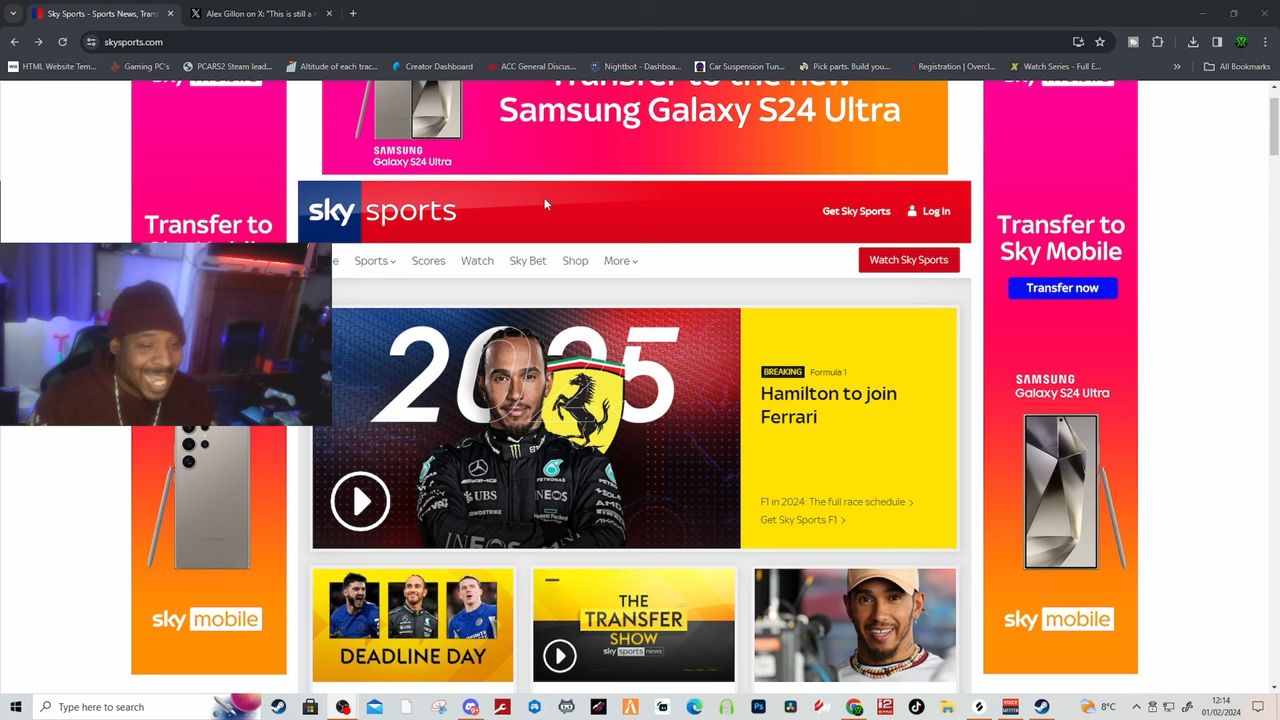 Sky Sports - News, Tran
Alex Gillon on X: "This is still a r
skysports.com
HTML Website Tem...
Gaming PC's
PCARS2 Steam lead...
Altitude of each trac...
Creator Dashboard
ACC General Discus...
Nightbot - Dashboa...
Car Suspension Tun...
Pick parts. Build you...
Registration | Overcl...
Watch Series - Full E...
All Bookmarks
Transfer to the new
Samsung Galaxy S24 Ultra
SAMSUNG
Galaxy S24 Ultra
sky sports
Get Sky Sports
Log In
Sports
Scores
Watch
Sky Bet
Shop
More
Watch Sky Sports
Transfer to
Transfer to
Sky Mobile
Transfer now
2025
BREAKING Formula 1
Hamilton to join
Ferrari
F1 in 2024: The full race schedule
Get Sky Sports F1
UBS
PETRONAS
INEOS
INEOS
SAMSUNG
Galaxy S24 Ultra
DEADLINE DAY
THE
TRANSFER
SHOW
sky sports news
sky mobile
sky mobile
Type here to search
8°C
12:14
01/02/2024